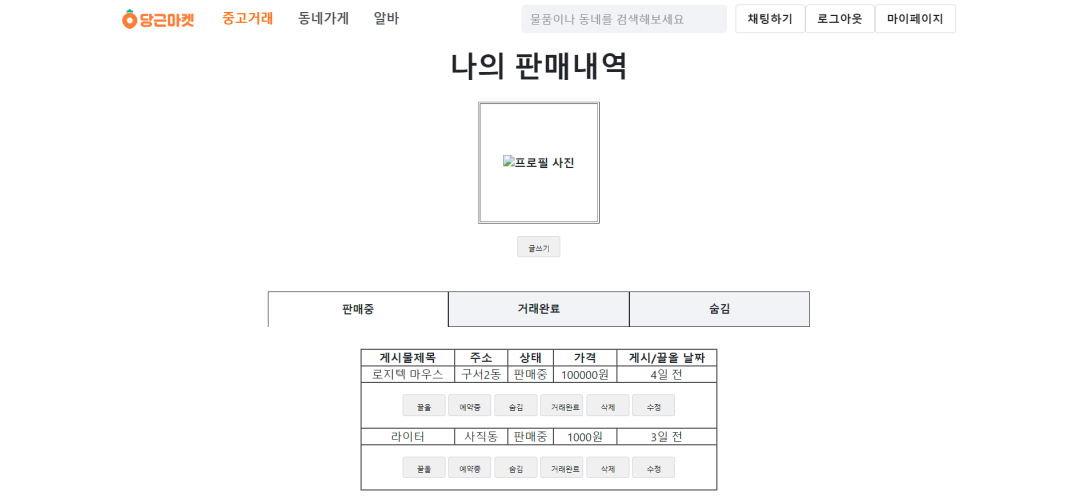 당근마켓 중고거래 동네가게 알바 물품이나 동네를 검색해보세요 채팅하기 로그아웃 마이페이지
나의 판매내역
프로필 사진
글쓰기
판매중 거래완료 숨김
게시물제목 주소 상태 가격 게시/끌올 날짜
로지텍 마우스 구서2동 판매중 100000원 4일 전
끌올 예약중 숨김 거래완료 삭제 수정
라이터 사직동 판매중 1000원 3일 전
끌올 예약중 숨김 거래완료 삭제 수정